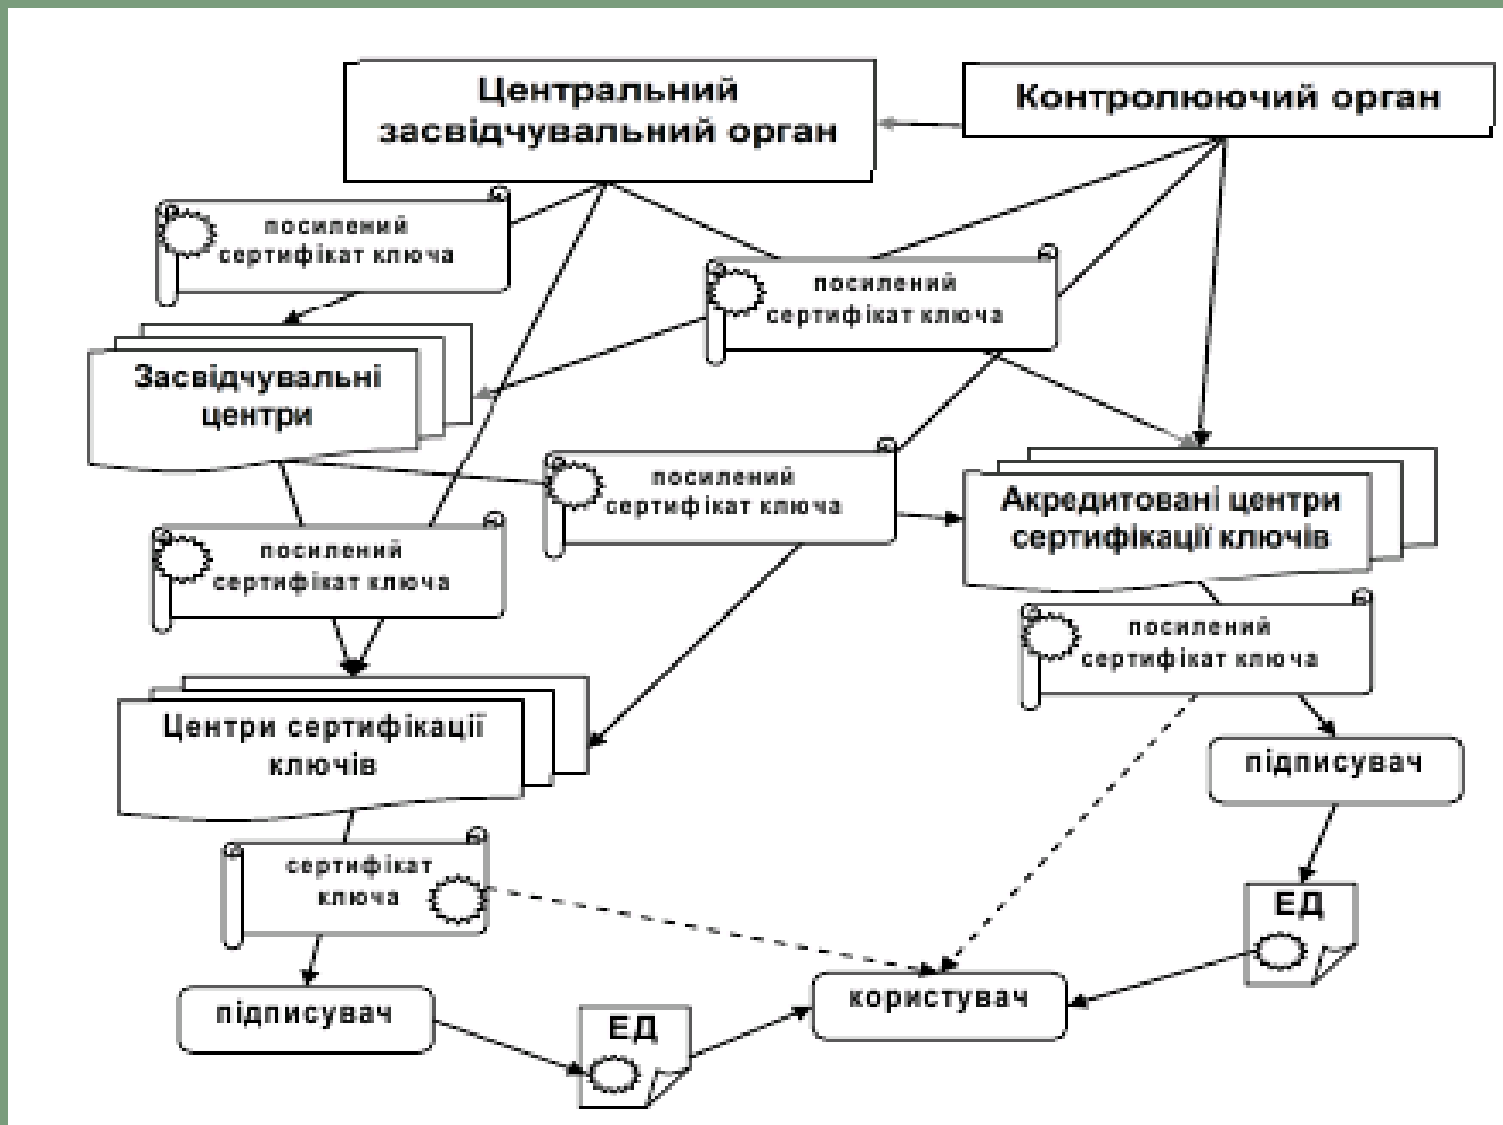 Центральний
засвідчувальний орган
Контролюючий орган
посилений
сертифікат ключа
посилений
сертифікат ключа
Засвідчувальні
центри
посилений
сертифікат ключа
Акредитовані центри
сертифікації ключів
посилений
сертифікат ключа
посилений
сертифікат ключа
Центри сертифікації
ключів
підписувач
сертифікат
ключа
ЕД
користувач
підписувач
ЕД